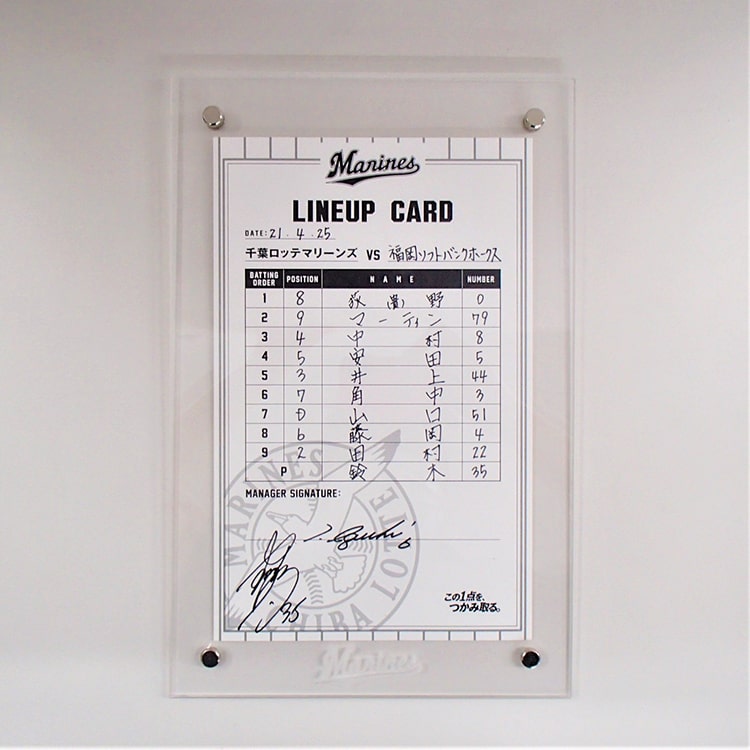 Marines
LINEUP CARD
DATE: 21.4.25
千葉ロッテマリーンズ VS 福岡ソフトバンクホークス
BATTING ORDER POSITION NAME NUMBER
1 8 荻貴野 0
2 9 マーティン 79
3 4 中村 8
4 5 安田 5
5 3 井上 44
6 7 角中 3
7 D 山口 51
8 6 藤岡 4
9 2 田村 22
P 鈴木 35
MANAGER SIGNATURE:
MARINES
CHIBA LOTTE
35
この1点を、
つかみ取る。
Marines